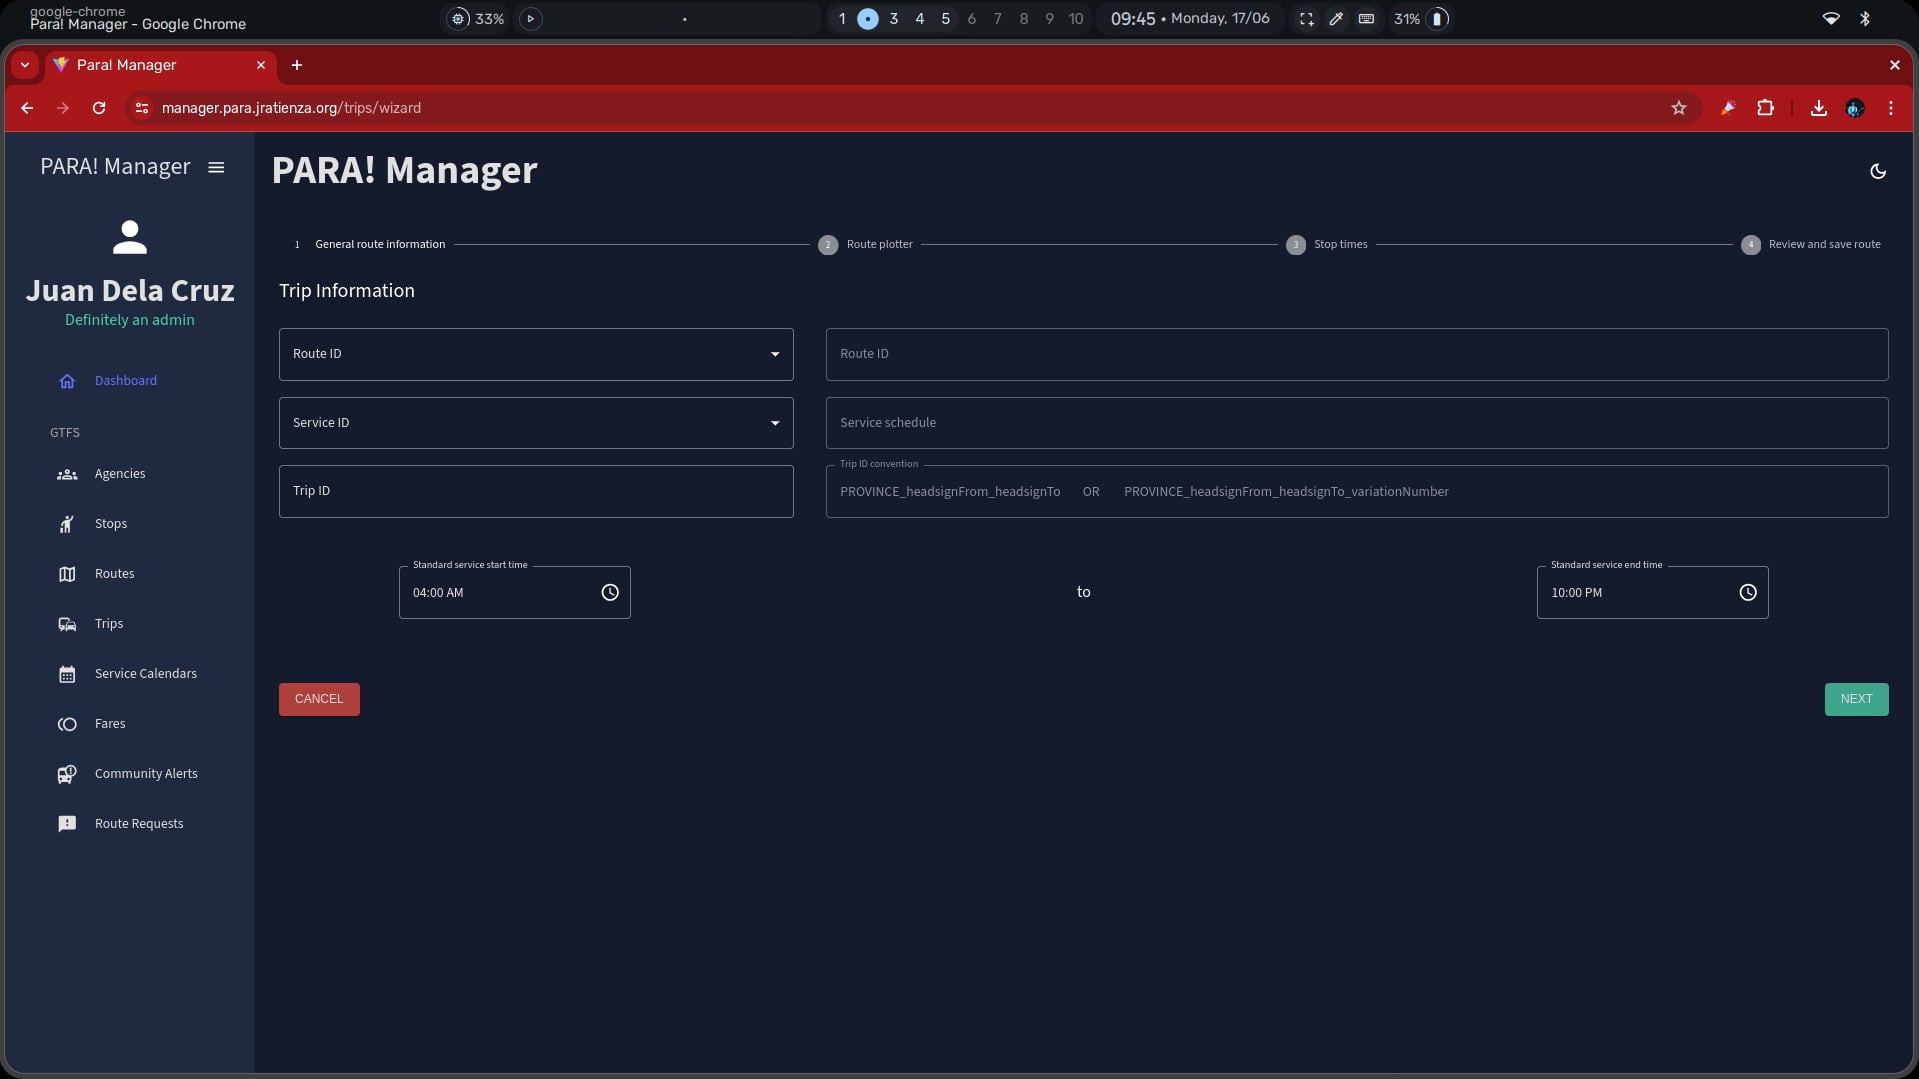 google-chrome
Para! Manager - Google Chrome
33%
1 3 4 5 6 7 8 9 10
09:45 • Monday, 17/06
31%
Para! Manager
manager.para.jratienza.org/trips/wizard
PARA! Manager
Juan Dela Cruz
Definitely an admin
Dashboard
GTFS
Agencies
Stops
Routes
Trips
Service Calendars
Fares
Community Alerts
Route Requests
PARA! Manager
1 General route information
2 Route plotter
3 Stop times
4 Review and save route
Trip Information
Route ID
Route ID
Service ID
Service schedule
Trip ID
Trip ID convention
PROVINCE_headsignFrom_headsignTo OR PROVINCE_headsignFrom_headsignTo_variationNumber
Standard service start time
04:00 AM
to
Standard service end time
10:00 PM
CANCEL
NEXT